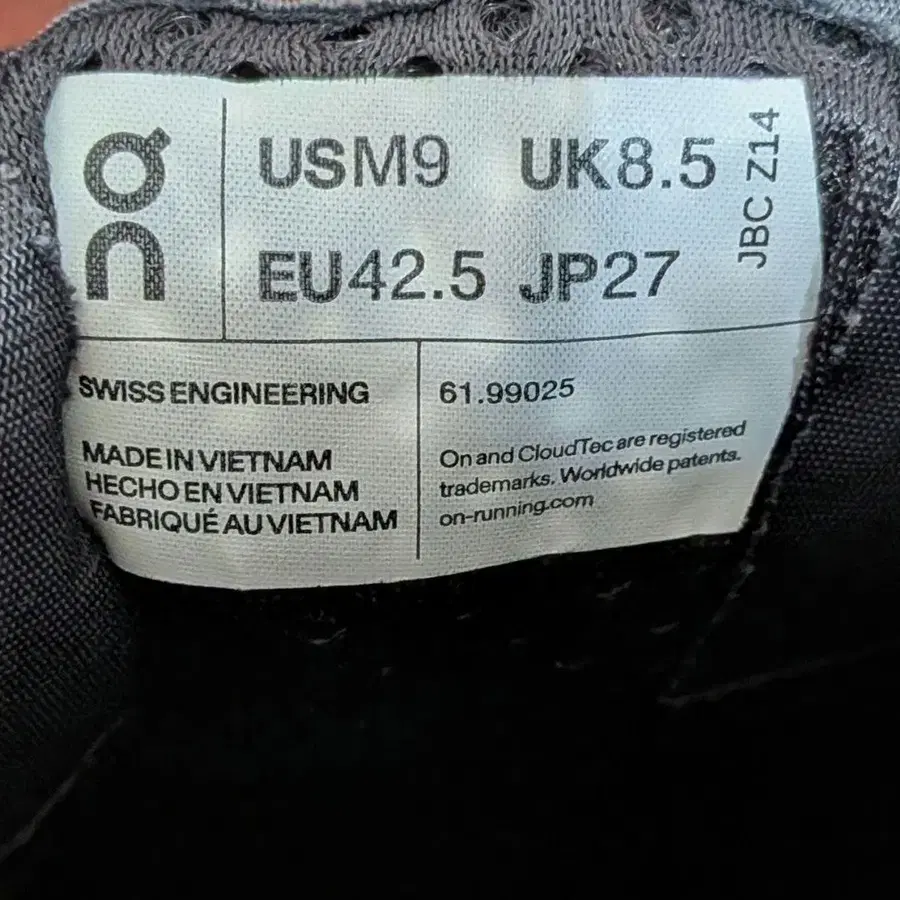 On
USM9 UK8.5
EU42.5 JP27
JBC Z14
SWISS ENGINEERING
MADE IN VIETNAM
HECHO EN VIETNAM
FABRIQUÉ AU VIETNAM
61.99025
On and CloudTec are registered
trademarks. Worldwide patents.
on-running.com